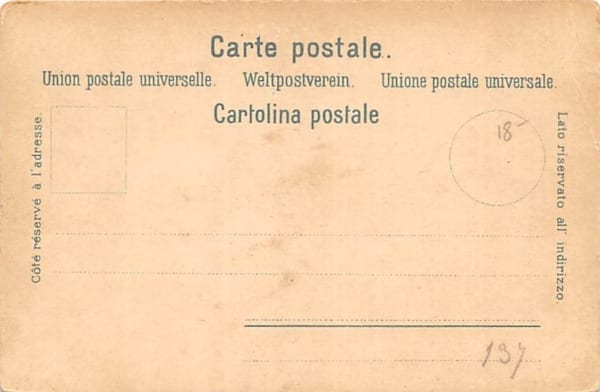 Carte postale.
Union postale universelle. Weltpostverein. Unione postale universale.
Cartolina postale
Côté réservé à l'adresse.
Lato riservato all' indirizzo.
18-
137